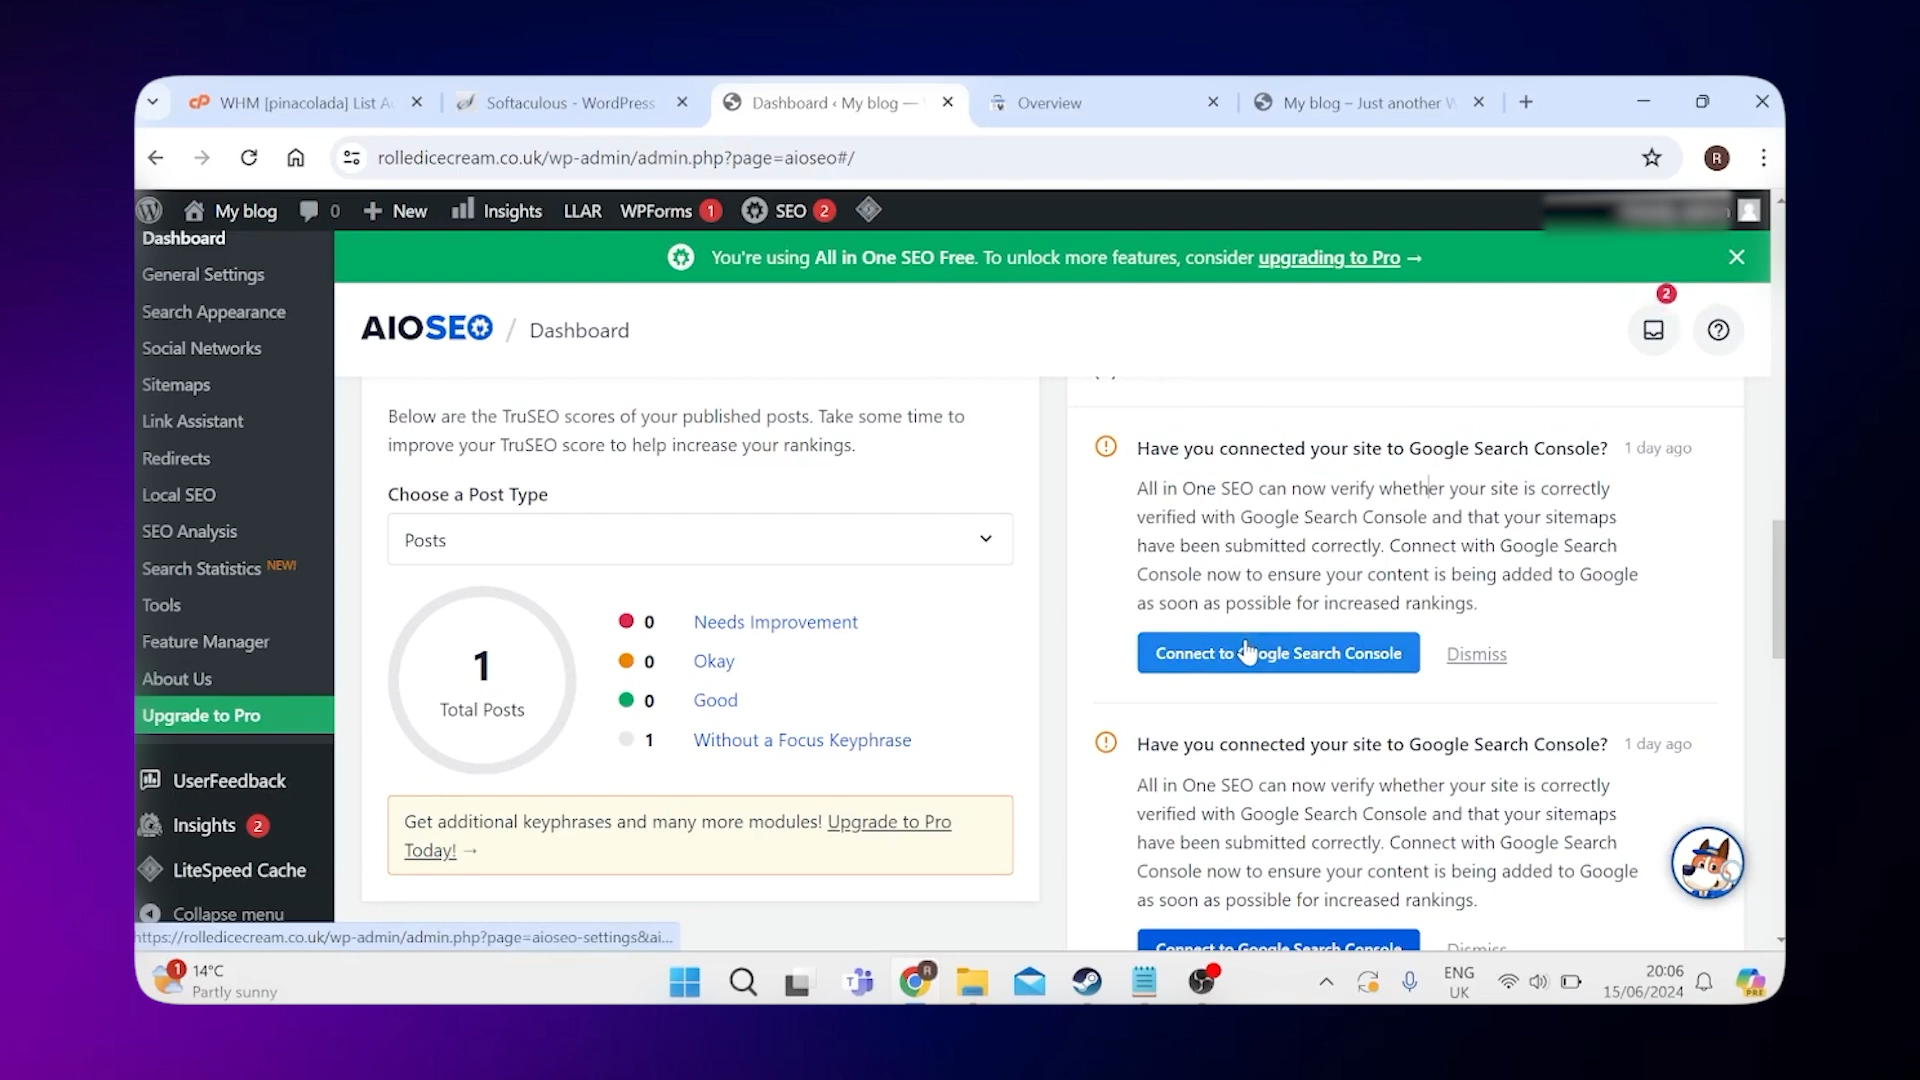 WHM [pinacolada] List Ac
Softaculous - WordPress
Dashboard ‹ My blog —
Overview
My blog – Just another W
rolledicecream.co.uk/wp-admin/admin.php?page=aioseo#/
R
My blog
0
New
Insights
LLAR
WPForms 1
SEO 2
Dashboard
General Settings
Search Appearance
Social Networks
Sitemaps
Link Assistant
Redirects
Local SEO
SEO Analysis
Search Statistics NEW!
Tools
Feature Manager
About Us
Upgrade to Pro
UserFeedback
Insights 2
LiteSpeed Cache
Collapse menu
You're using All in One SEO Free. To unlock more features, consider upgrading to Pro →
2
AIOSEO / Dashboard
Below are the TruSEO scores of your published posts. Take some time to
improve your TruSEO score to help increase your rankings.
Choose a Post Type
Posts
1
Total Posts
0 Needs Improvement
0 Okay
0 Good
1 Without a Focus Keyphrase
Get additional keyphrases and many more modules! Upgrade to Pro
Today! →
Have you connected your site to Google Search Console? 1 day ago
All in One SEO can now verify whether your site is correctly
verified with Google Search Console and that your sitemaps
have been submitted correctly. Connect with Google Search
Console now to ensure your content is being added to Google
as soon as possible for increased rankings.
Connect to Google Search Console
Dismiss
Have you connected your site to Google Search Console? 1 day ago
All in One SEO can now verify whether your site is correctly
verified with Google Search Console and that your sitemaps
have been submitted correctly. Connect with Google Search
Console now to ensure your content is being added to Google
as soon as possible for increased rankings.
Connect to Google Search Console
Dismiss
https://rolledicecream.co.uk/wp-admin/admin.php?page=aioseo-settings&ai...
1
14°C
Partly sunny
R
ENG
UK
20:06
15/06/2024
PRE